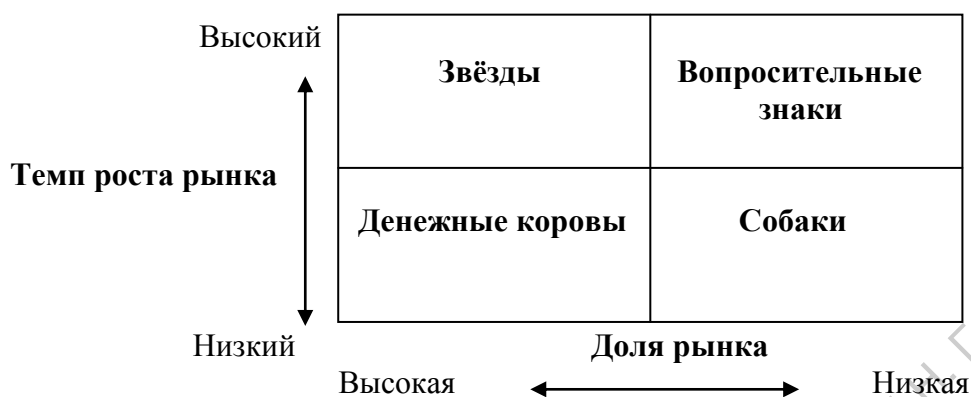 Высокий
Звёзды
Вопросительные
знаки
Темп роста рынка
Денежные коровы
Собаки
Низкий
Доля рынка
Высокая
Низкая